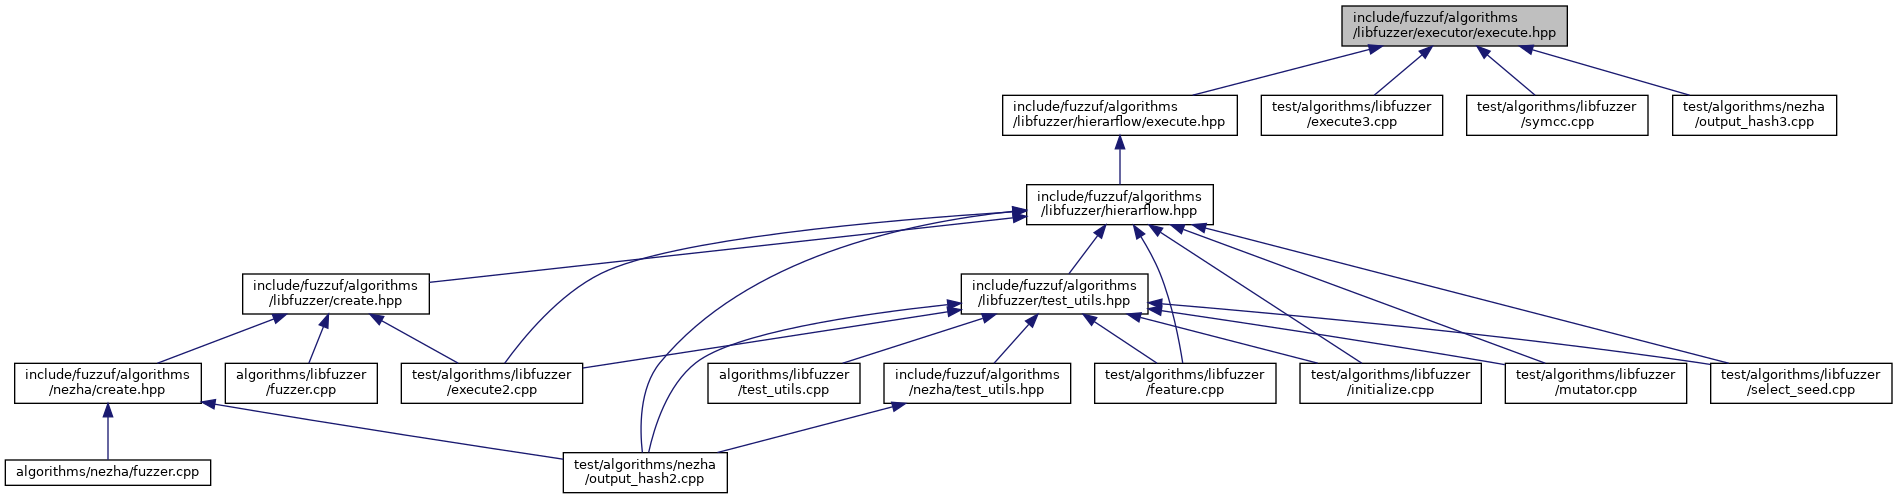 include/fuzzuf/algorithms
/libfuzzer/executor/execute.hpp
include/fuzzuf/algorithms
/libfuzzer/hierarflow/execute.hpp
test/algorithms/libfuzzer
/execute3.cpp
test/algorithms/libfuzzer
/symcc.cpp
test/algorithms/nezha
/output_hash3.cpp
include/fuzzuf/algorithms
/libfuzzer/hierarflow.hpp
include/fuzzuf/algorithms
/libfuzzer/create.hpp
include/fuzzuf/algorithms
/libfuzzer/test_utils.hpp
include/fuzzuf/algorithms
/nezha/create.hpp
algorithms/libfuzzer
/fuzzer.cpp
test/algorithms/libfuzzer
/execute2.cpp
algorithms/libfuzzer
/test_utils.cpp
include/fuzzuf/algorithms
/nezha/test_utils.hpp
test/algorithms/libfuzzer
/feature.cpp
test/algorithms/libfuzzer
/initialize.cpp
test/algorithms/libfuzzer
/mutator.cpp
test/algorithms/libfuzzer
/select_seed.cpp
algorithms/nezha/fuzzer.cpp
test/algorithms/nezha
/output_hash2.cpp